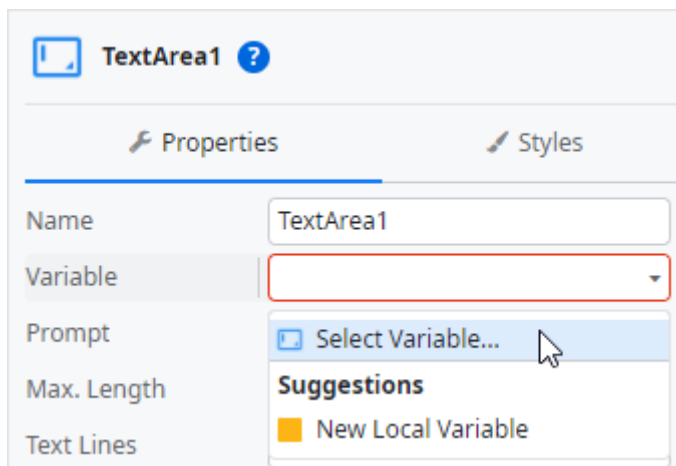 TextArea1 ?
Properties Styles
Name TextArea1
Variable
Prompt Select Variable...
Max. Length Suggestions
Text Lines New Local Variable